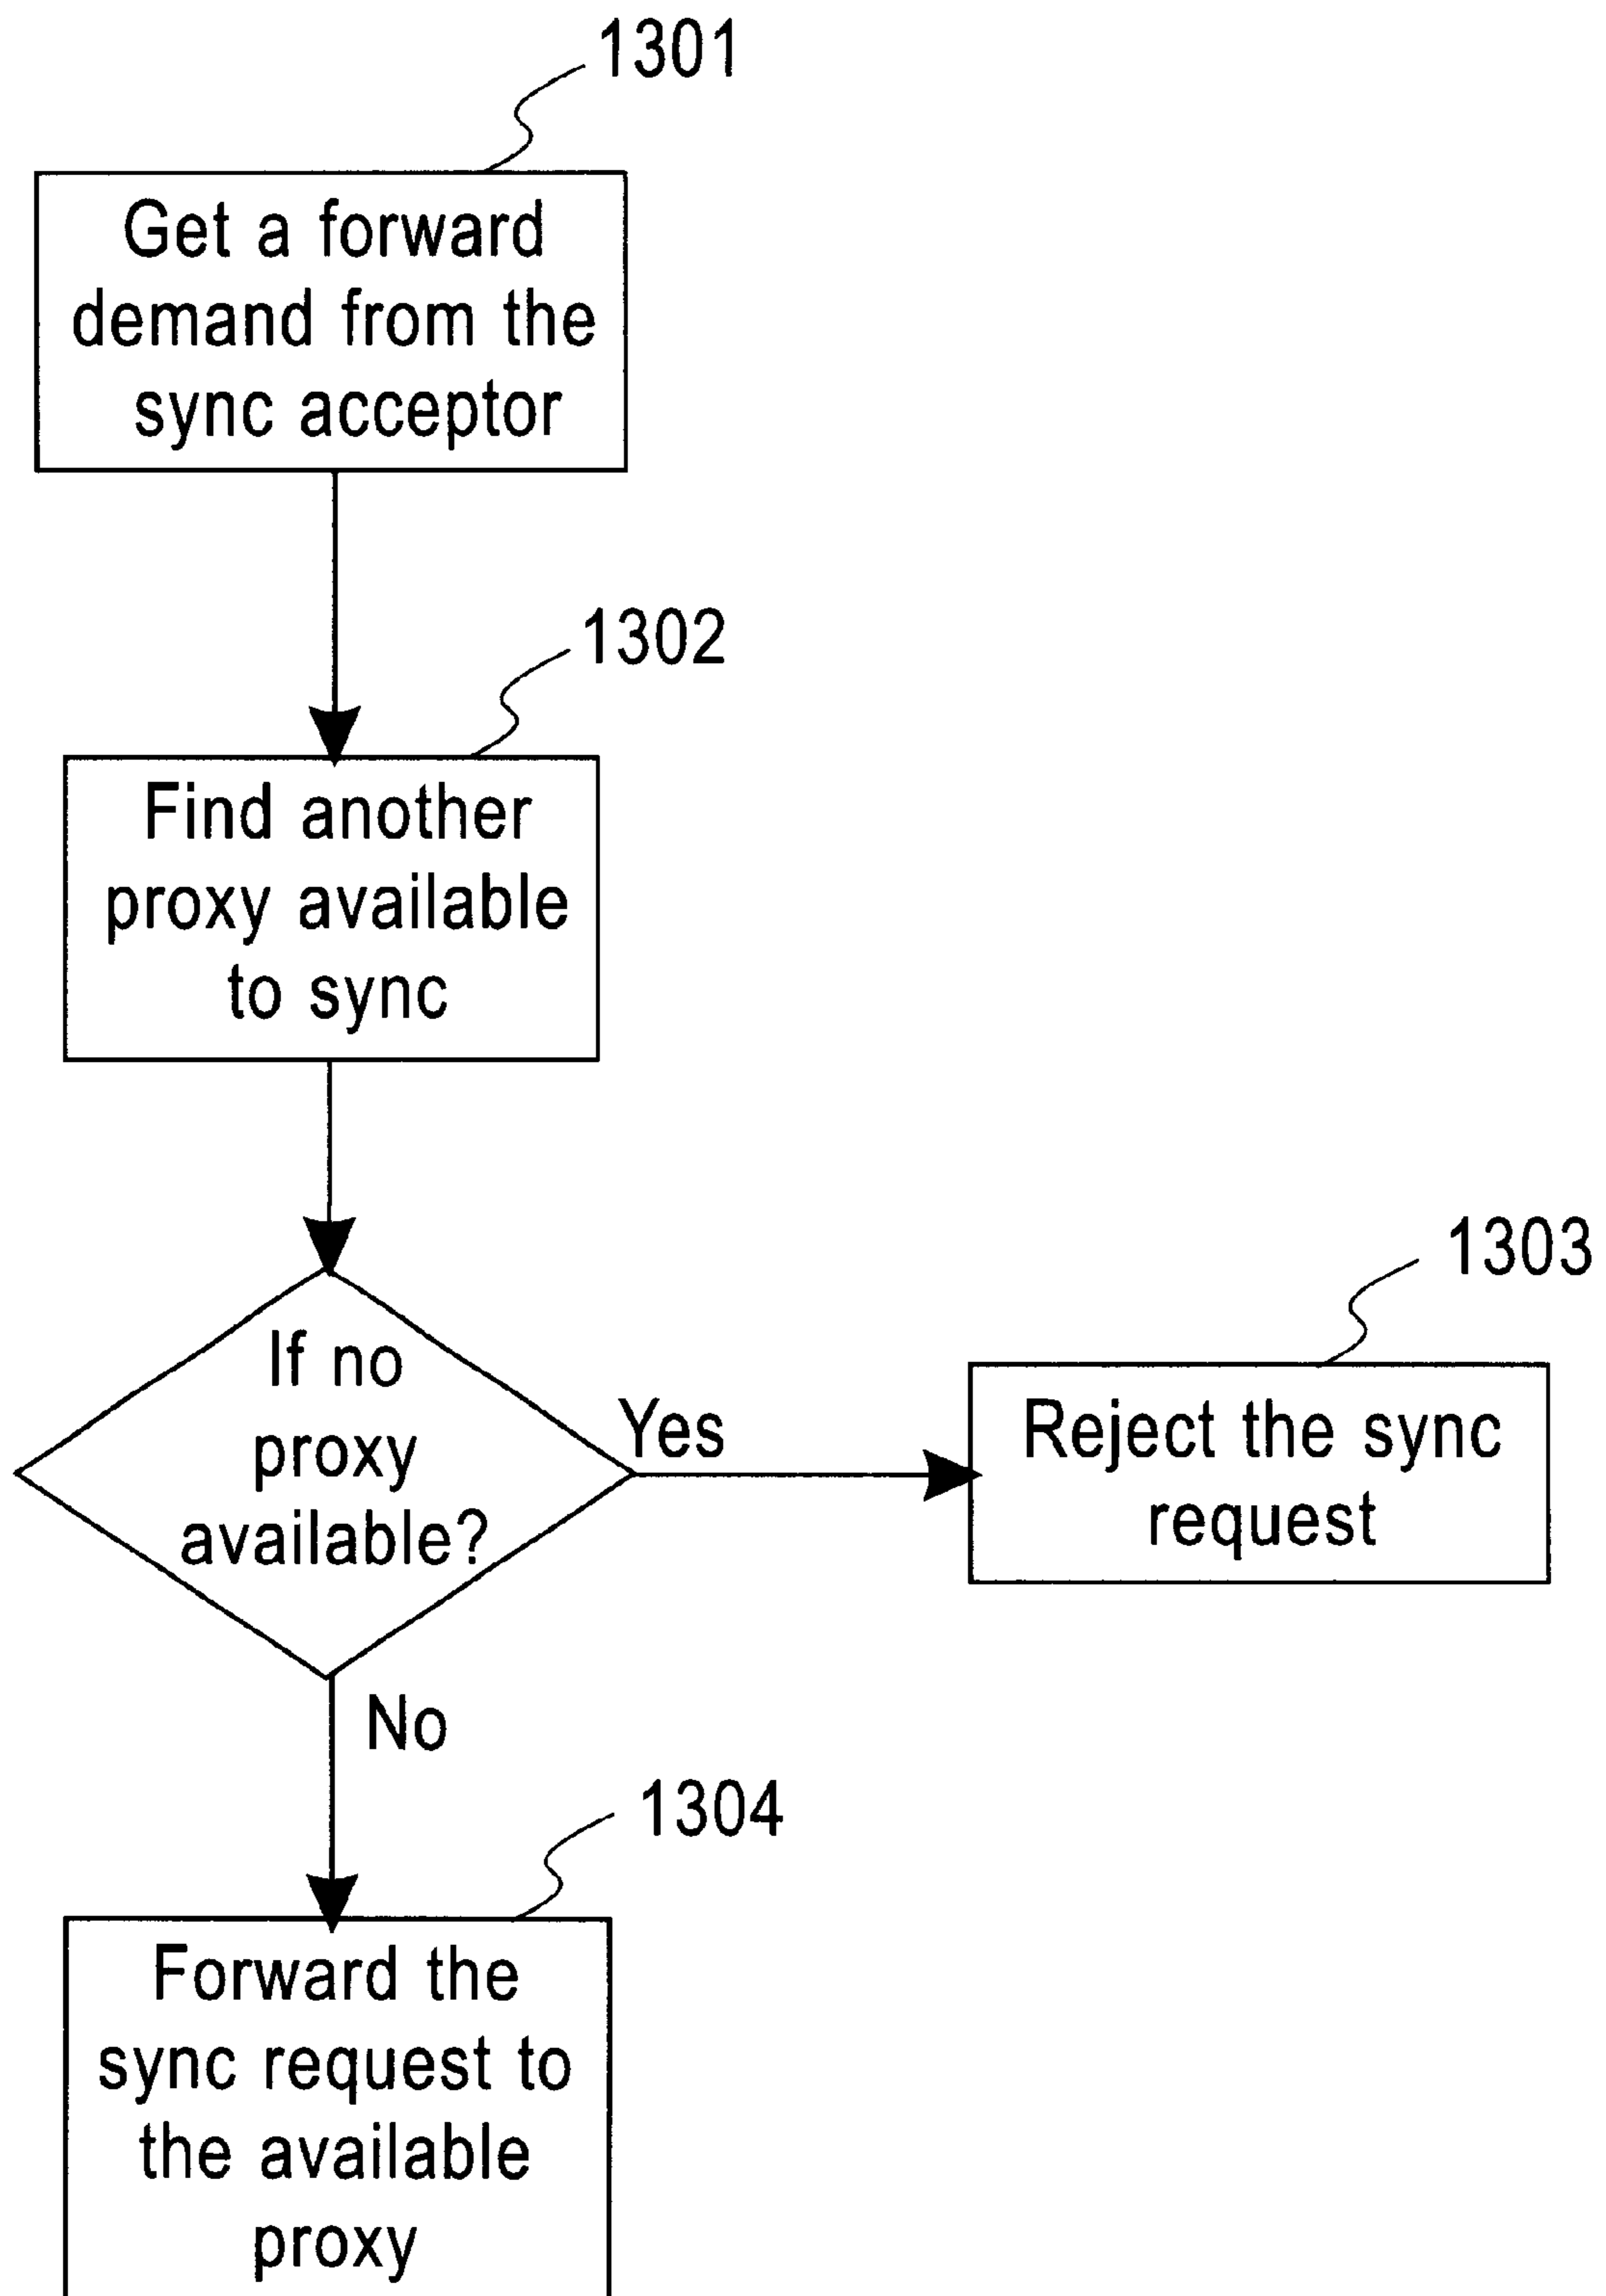 1301
Get a forward
demand from the
sync acceptor
1302
Find another
proxy available
to sync
If no
proxy
available?
Yes
1303
Reject the sync
request
No
1304
Forward the
sync request to
the available
proxy